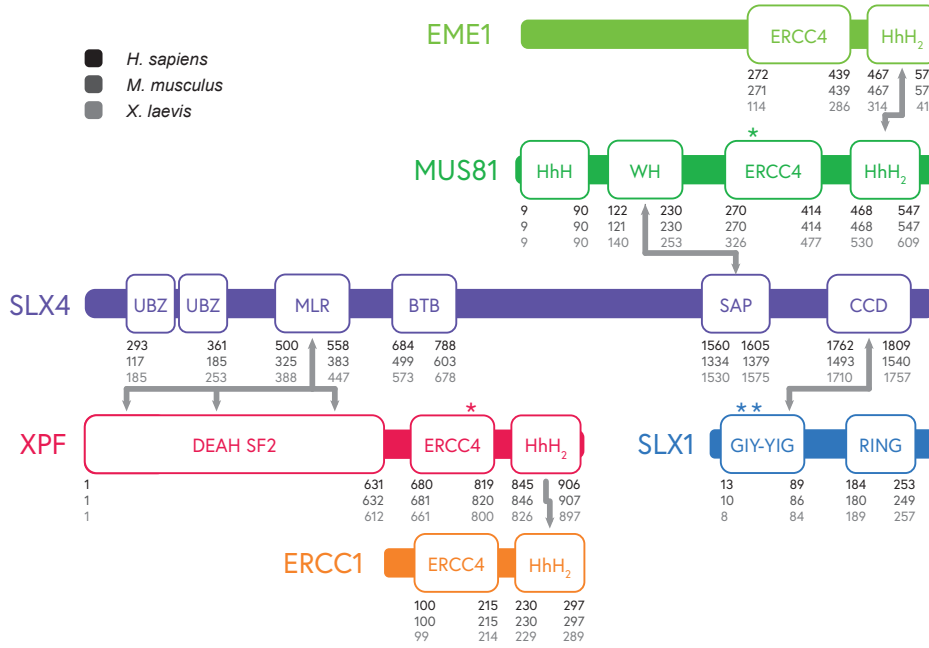 EME1 ERCC4 HhH2
H. sapiens
M. musculus
X. laevis
272 439 467 57
271 439 467 57
114 286 314 41
*
MUS81 HhH WH ERCC4 HhH2
9 90 122 230 270 414 468 547
9 90 121 230 270 414 468 547
9 90 140 253 326 477 530 609
SLX4 UBZ UBZ MLR BTB SAP CCD
293 361 500 558 684 788 1560 1605 1762 1809
117 185 325 383 499 603 1334 1379 1493 1540
185 253 388 447 573 678 1530 1575 1710 1757
* * *
XPF DEAH SF2 ERCC4 HhH2 SLX1 GIY-YIG RING
1 631 680 819 845 906 13 89 184 253
1 632 681 820 846 907 10 86 180 249
1 612 661 800 826 897 8 84 189 257
ERCC1 ERCC4 HhH2
100 215 230 297
100 215 230 297
99 214 229 289